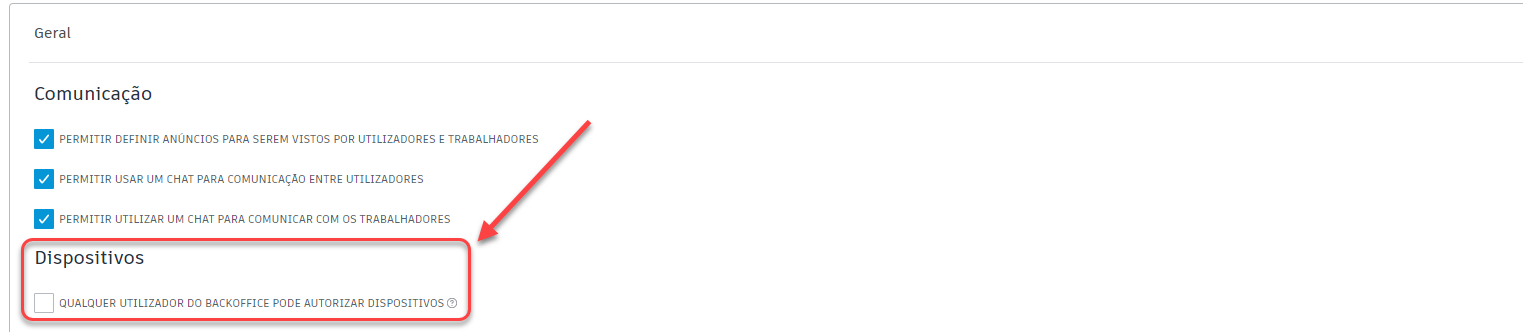 Geral
Comunicação
PERMITIR DEFINIR ANÚNCIOS PARA SEREM VISTOS POR UTILIZADORES E TRABALHADORES
PERMITIR USAR UM CHAT PARA COMUNICAÇÃO ENTRE UTILIZADORES
PERMITIR UTILIZAR UM CHAT PARA COMUNICAR COM OS TRABALHADORES
Dispositivos
QUALQUER UTILIZADOR DO BACKOFFICE PODE AUTORIZAR DISPOSITIVOS ?